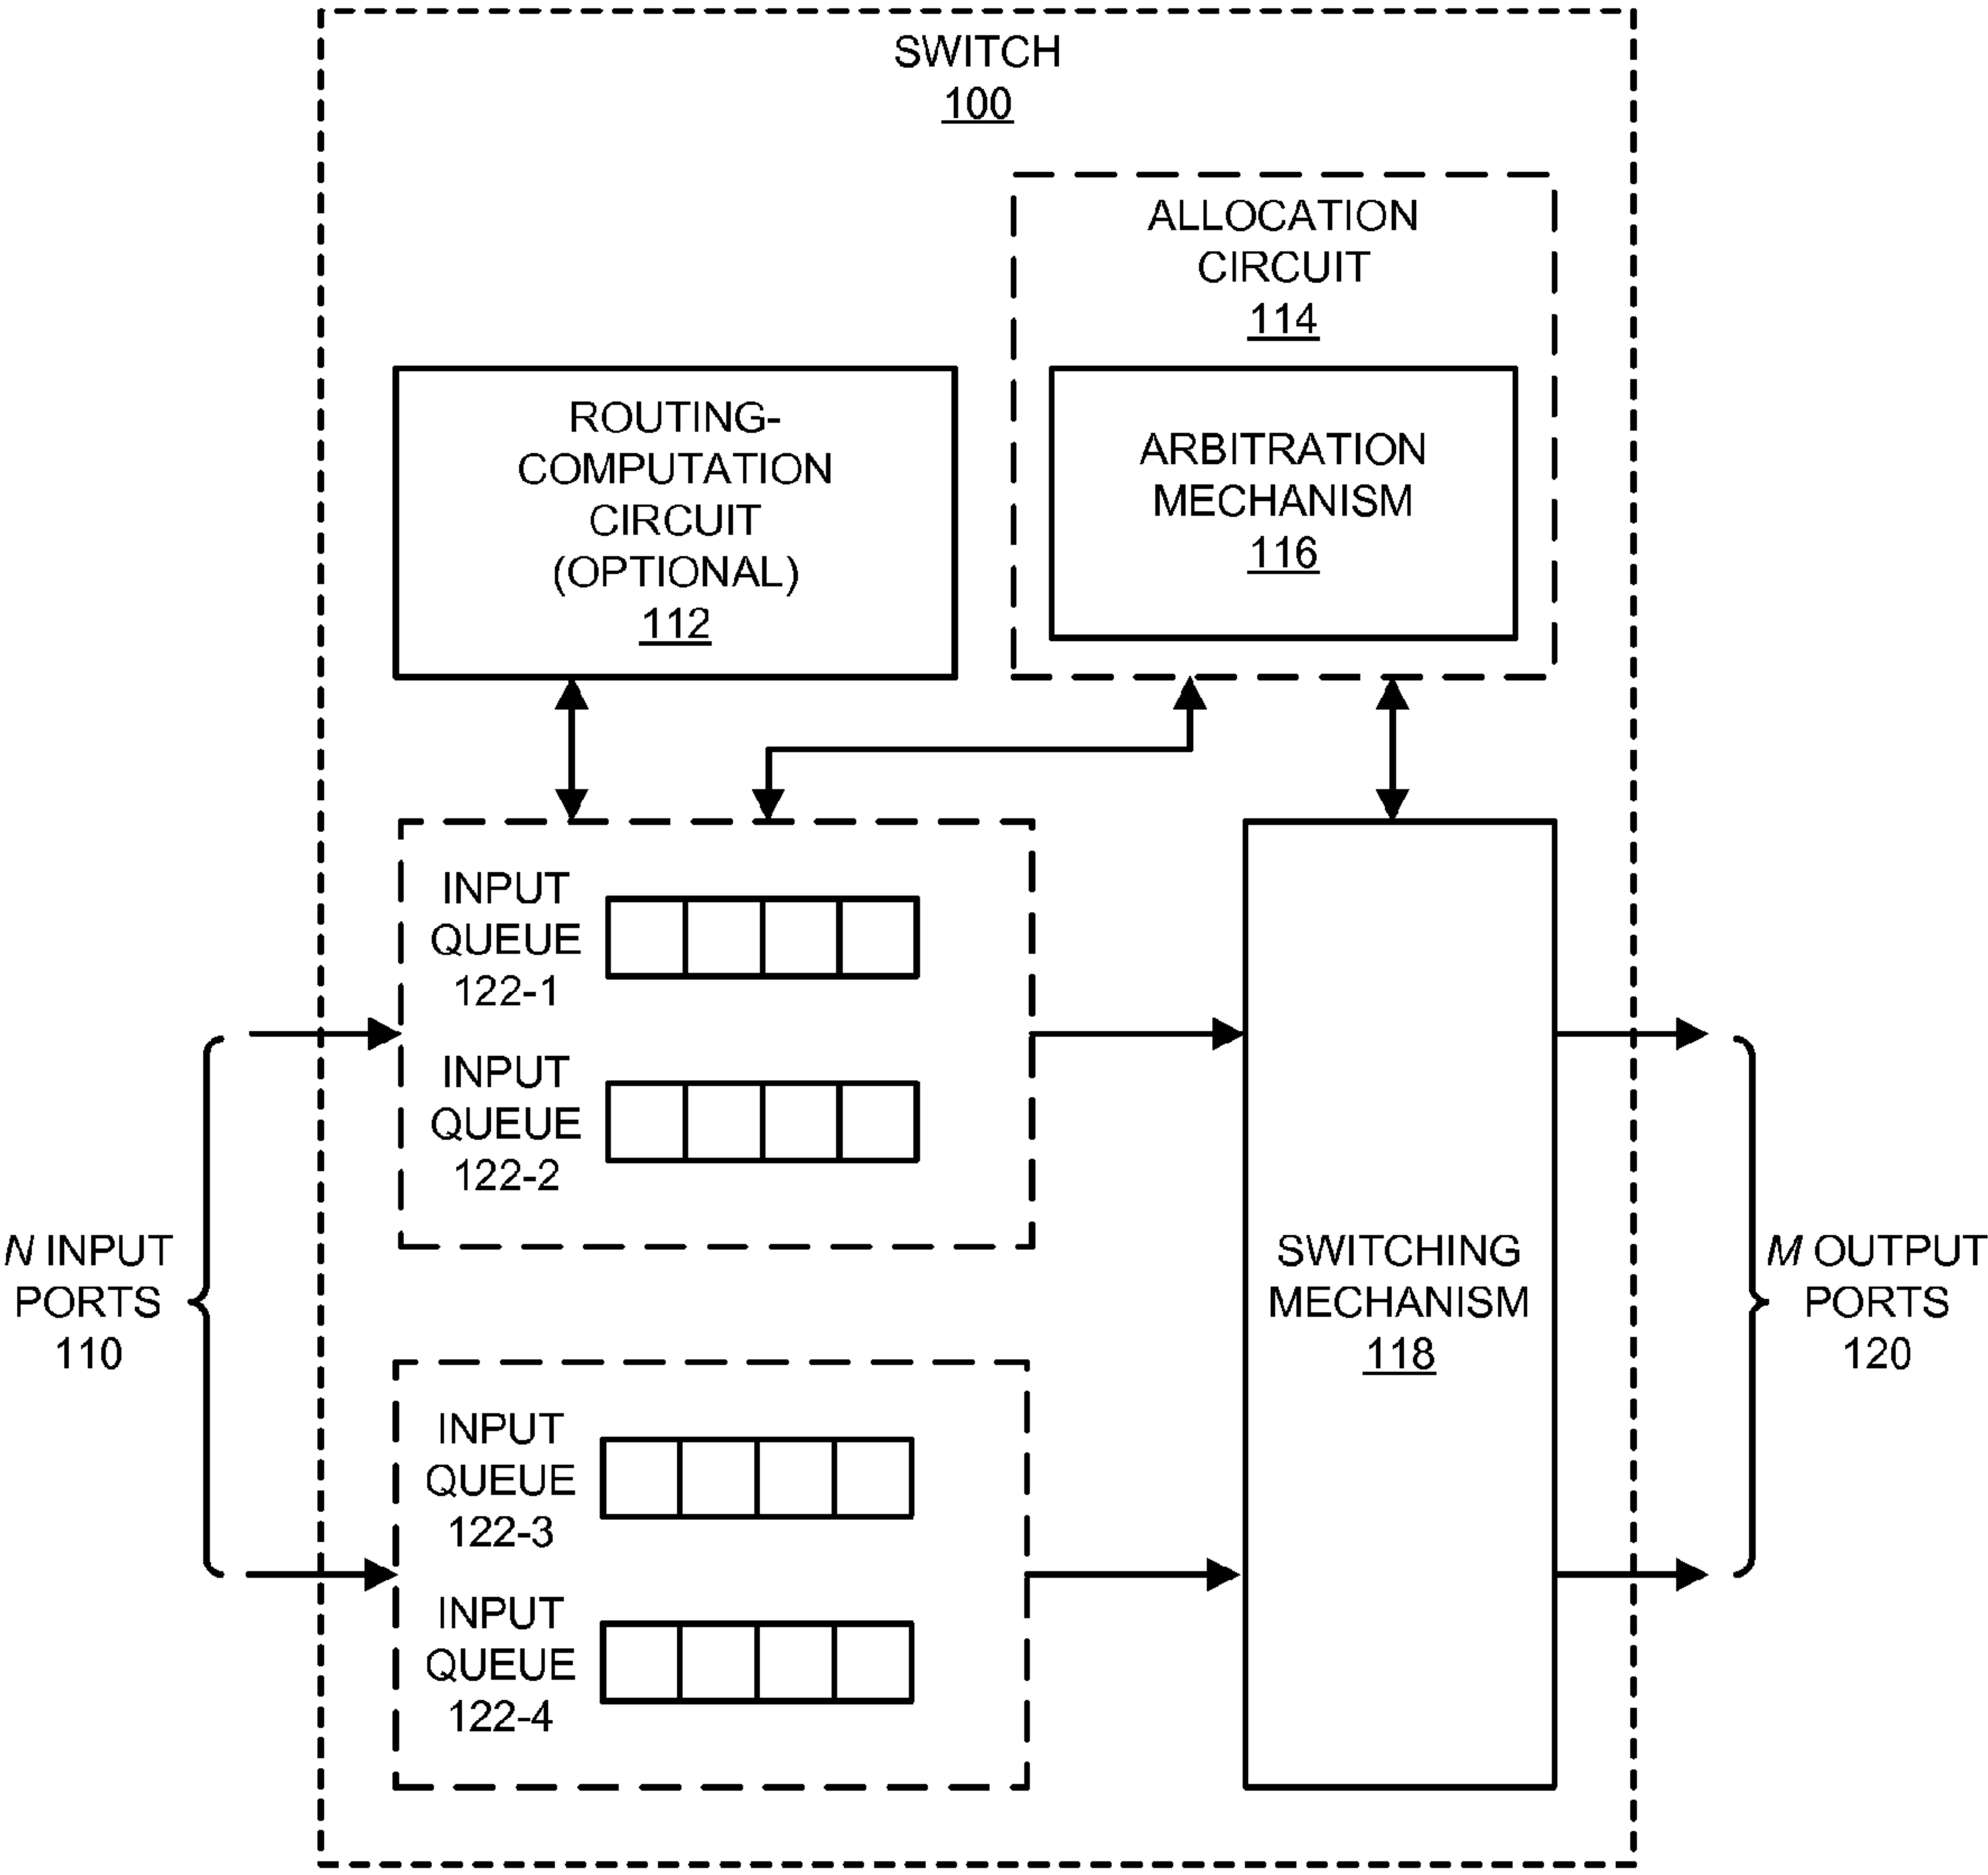 SWITCH
100
ALLOCATION
CIRCUIT
114
ROUTING-
COMPUTATION
CIRCUIT
(OPTIONAL)
112
ARBITRATION
MECHANISM
116
INPUT
QUEUE
122-1
INPUT
QUEUE
122-2
N INPUT
PORTS
110
SWITCHING
MECHANISM
118
M OUTPUT
PORTS
120
INPUT
QUEUE
122-3
INPUT
QUEUE
122-4